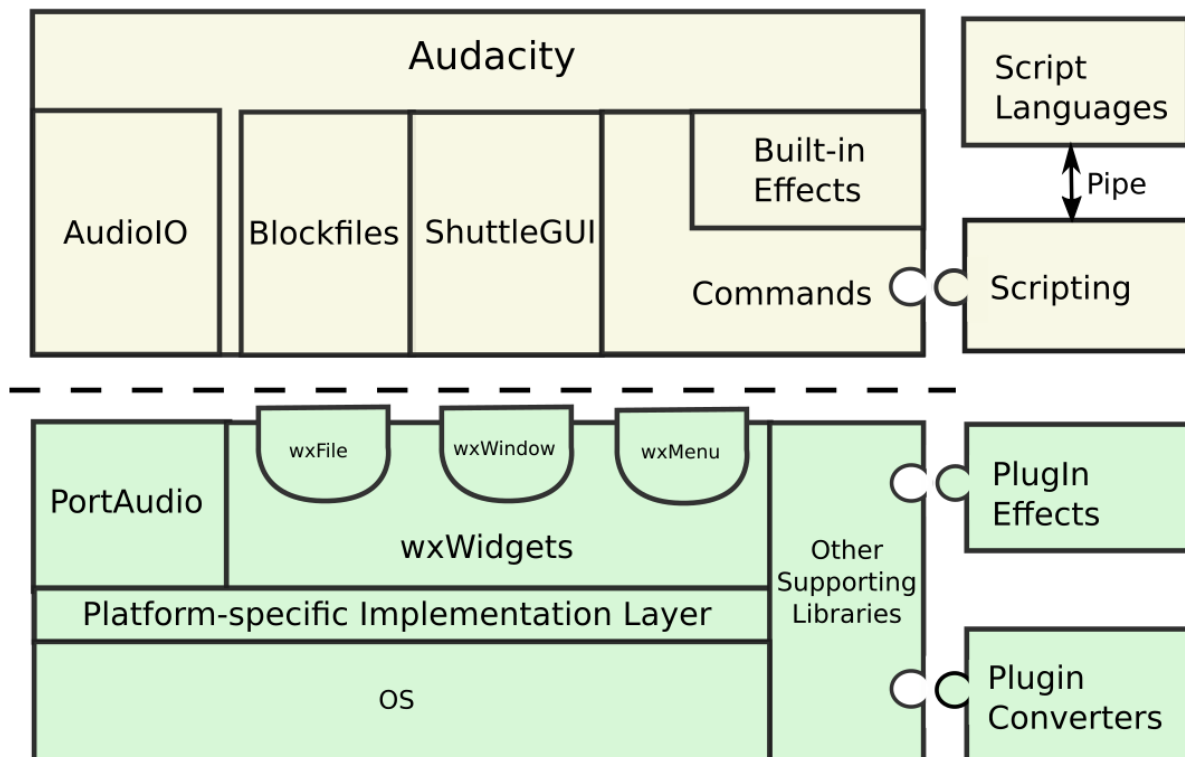 Audacity
Script
Languages
Built-in
Effects
Pipe
AudioIO
Blockfiles
ShuttleGUI
Commands
Scripting
wxFile
wxWindow
wxMenu
PortAudio
wxWidgets
PlugIn
Effects
Other
Supporting
Libraries
Platform-specific Implementation Layer
OS
Plugin
Converters